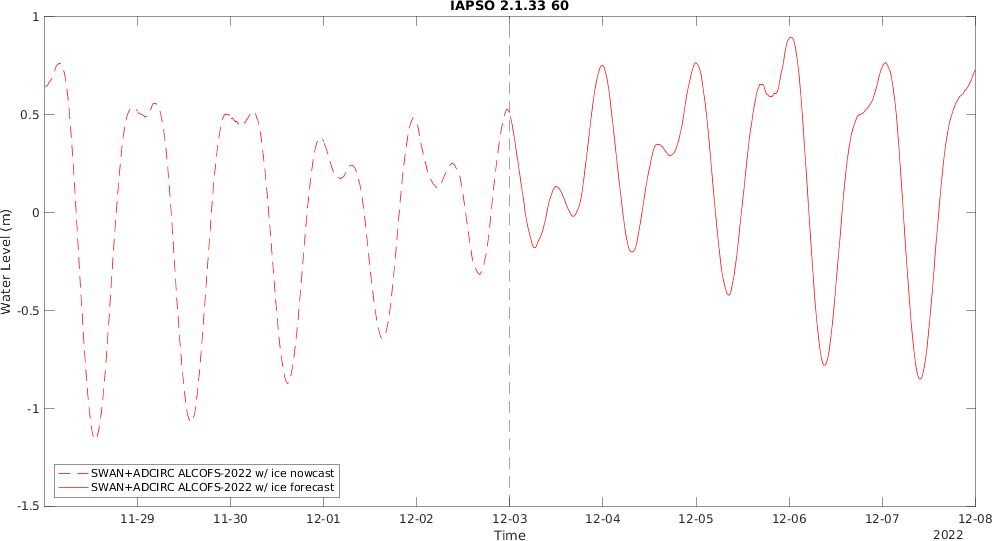 IAPSO 2.1.33 60
1
0.5
0
-0.5
-1
-1.5
Water Level (m)
SWAN+ADCIRC ALCOFS-2022 w/ ice nowcast
SWAN+ADCIRC ALCOFS-2022 w/ ice forecast
11-29 11-30 12-01 12-02 12-03 12-04 12-05 12-06 12-07 12-08
Time
2022